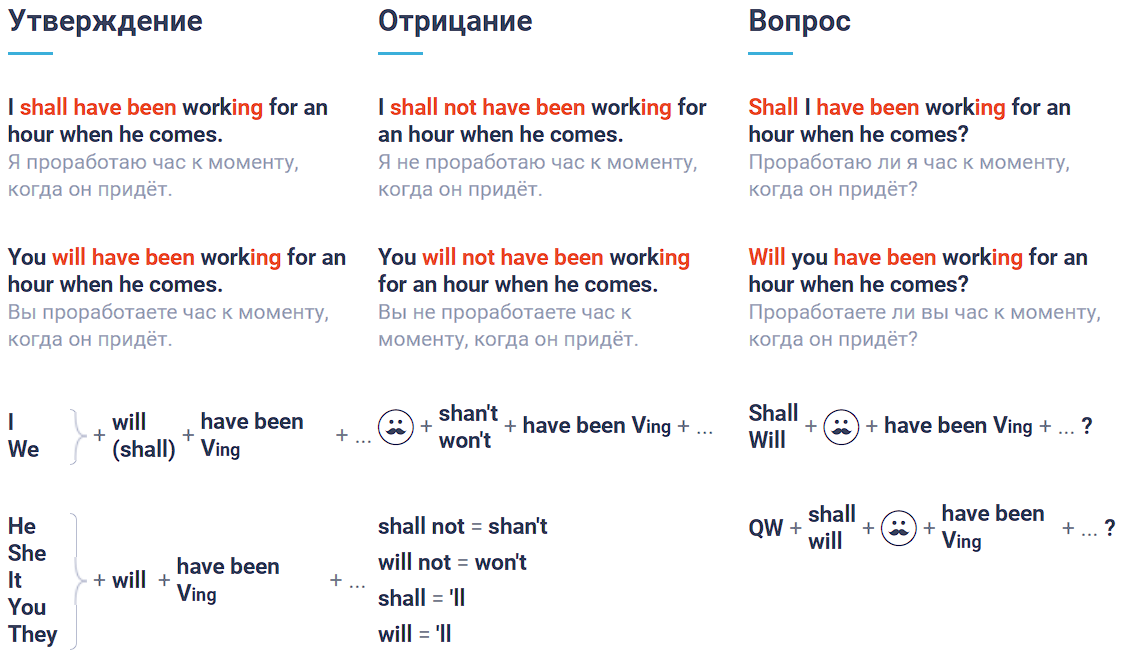 Утверждение
I shall have been working for an
hour when he comes.
Я проработаю час к моменту,
когда он придёт.
You will have been working for an
hour when he comes.
Вы проработаете час к моменту,
когда он придёт.
I
We
+ will
(shall)
+ have been
Ving
+ ...
He
She
It
You
They
+ will + have been
Ving
+ ...
Отрицание
I shall not have been working for
an hour when he comes.
Я не проработаю час к моменту,
когда он придёт.
You will not have been working
for an hour when he comes.
Вы не проработаете час к
моменту, когда он придёт.
+ shan't
won't
+ have been Ving + ...
shall not = shan't
will not = won't
shall = 'll
will = 'll
Вопрос
Shall I have been working for an
hour when he comes?
Проработаю ли я час к моменту,
когда он придёт?
Will you have been working for an
hour when he comes?
Проработаете ли вы час к моменту,
когда он придёт?
Shall
Will
+ + have been Ving + ... ?
QW + shall
will
+ + have been
Ving
+ ... ?